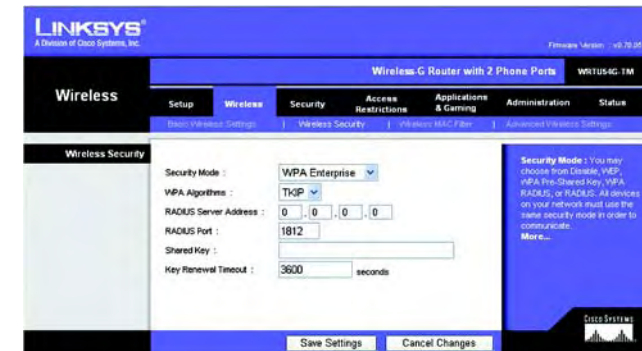 LINKSYS®
A Division of Cisco Systems, Inc.
Firmware Version: v0.70.05
Wireless-G Router with 2 Phone Ports WRTU54G-TM
Wireless
Setup Wireless Security Access Restrictions Applications & Gaming Administration Status
Basic Wireless Settings | Wireless Security | Wireless MAC Filter | Advanced Wireless Settings
Wireless Security
Security Mode : WPA Enterprise
WPA Algorithms : TKIP
RADIUS Server Address : 0 . 0 . 0 . 0
RADIUS Port : 1812
Shared Key :
Key Renewal Timeout : 3600 seconds
Security Mode : You may
choose from Disable, WEP,
WPA Pre-Shared Key, WPA
RADIUS, or RADIUS. All devices
on your network must use the
same security mode in order to
communicate.
More...
Save Settings Cancel Changes
CISCO SYSTEMS